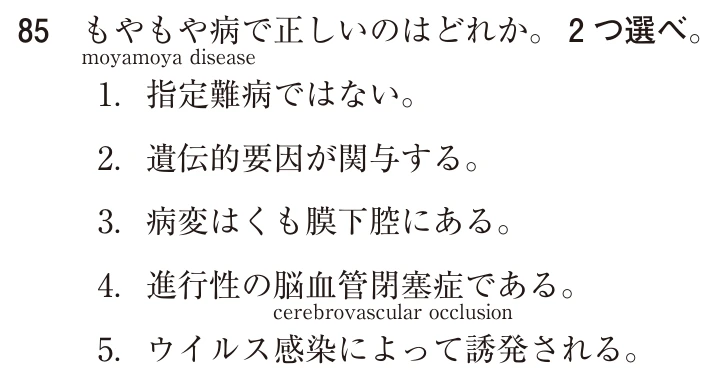 85 もやもや病で正しいのはどれか。2つ選べ。
moyamoya disease
1. 指定難病ではない。
2. 遺伝的要因が関与する。
3. 病変はくも膜下腔にある。
4. 進行性の脳血管閉塞症である。
cerebrovascular occlusion
5. ウイルス感染によって誘発される。